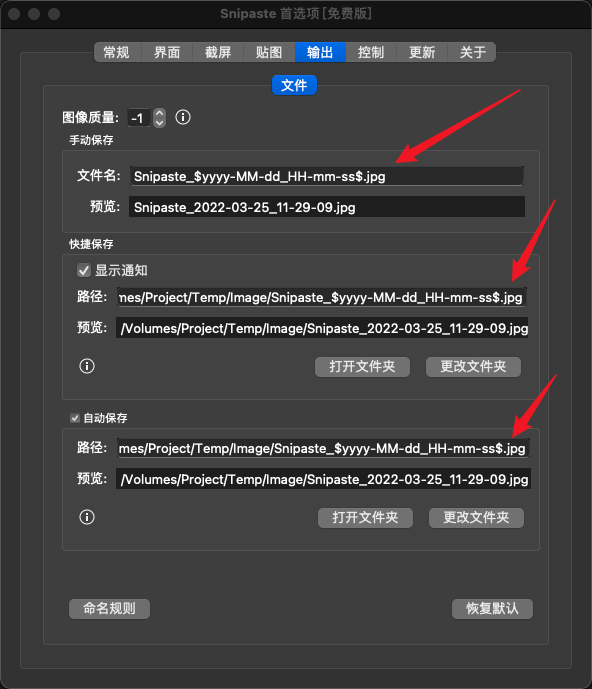 Snipaste 首选项 [免费版]
常规 界面 截屏 贴图 输出 控制 更新 关于
文件
图像质量: -1
手动保存
文件名: Snipaste_$yyyy-MM-dd_HH-mm-ss$.jpg
预览: Snipaste_2022-03-25_11-29-09.jpg
快捷保存
显示通知
路径: mes/Project/Temp/Image/Snipaste_$yyyy-MM-dd_HH-mm-ss$.jpg
预览: /Volumes/Project/Temp/Image/Snipaste_2022-03-25_11-29-09.jpg
打开文件夹 更改文件夹
自动保存
路径: mes/Project/Temp/Image/Snipaste_$yyyy-MM-dd_HH-mm-ss$.jpg
预览: /Volumes/Project/Temp/Image/Snipaste_2022-03-25_11-29-09.jpg
打开文件夹 更改文件夹
命名规则 恢复默认